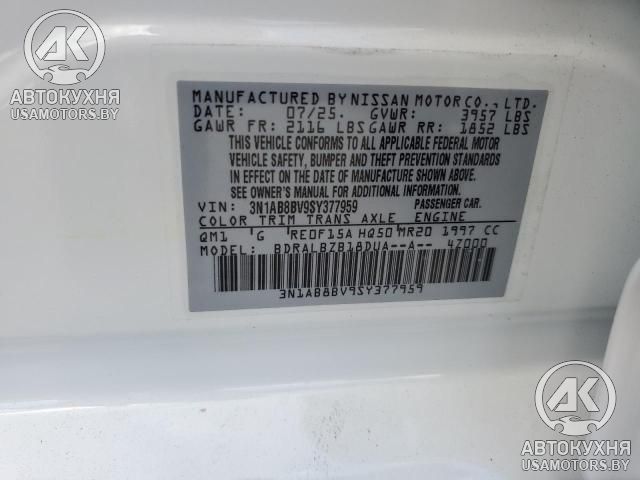 АК
АВТОКУХНЯ
USAMOTORS.BY
MANUFACTURED BY NISSAN MOTOR CO., LTD.
DATE: 07/25. GVWR: 3957 LBS
GAWR FR: 2116 LBS GAWR RR: 1852 LBS
THIS VEHICLE CONFORMS TO ALL APPLICABLE FEDERAL MOTOR
VEHICLE SAFETY, BUMPER AND THEFT PREVENTION STANDARDS
IN EFFECT ON THE DATE OF MANUFACTURE SHOWN ABOVE.
SEE OWNER'S MANUAL FOR ADDITIONAL INFORMATION.
VIN: 3N1AB8BV9SY377959 PASSENGER CAR.
COLOR TRIM TRANS AXLE ENGINE
QM1 G RE0F15A HQ50 MR20 1997 CC
MODEL: BDRALBZB18DUA--A-- 4Z000
3N1AB8BV9SY377959
АК
АВТОКУХНЯ
USAMOTORS.BY